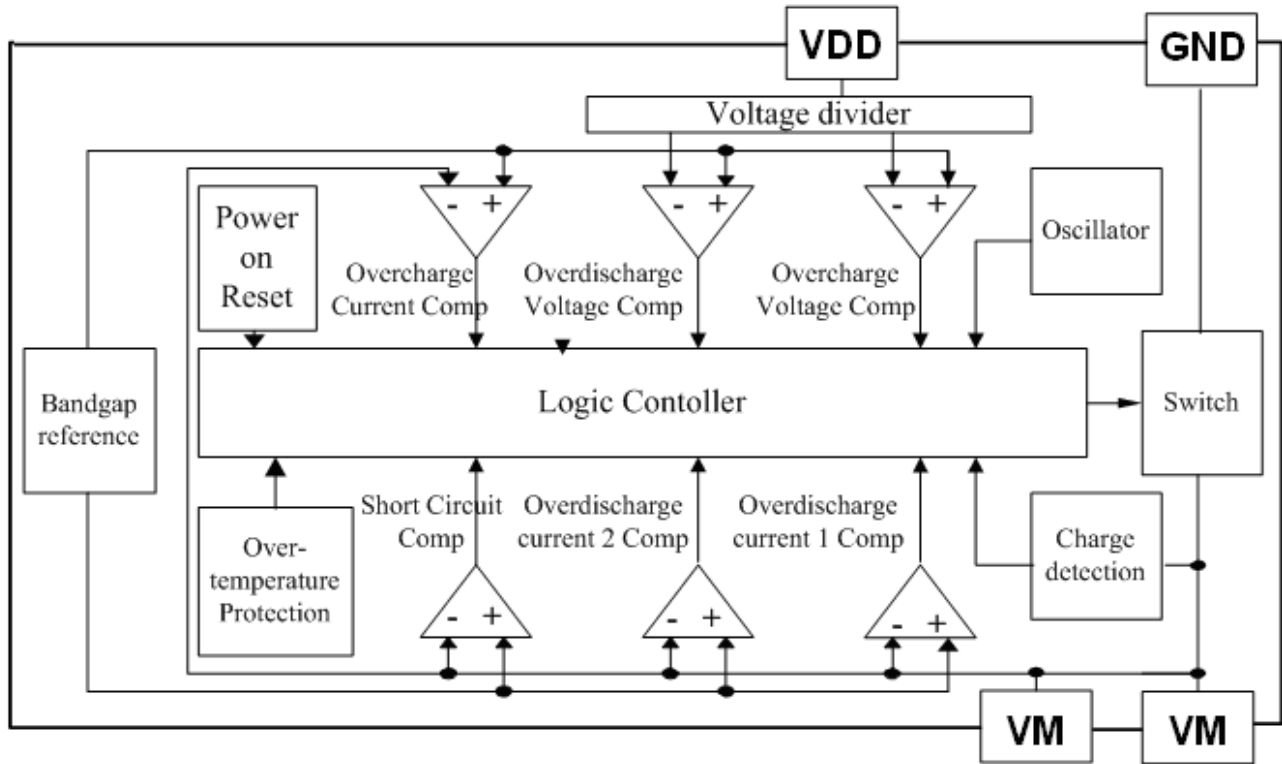 VDD
GND
Voltage divider
- +
- +
- +
Power
on
Reset
Oscillator
Overcharge
Current Comp
Overdischarge
Voltage Comp
Overcharge
Voltage Comp
Bandgap
reference
Logic Contoller
Switch
Short Circuit
Comp
Overdischarge
current 2 Comp
Overdischarge
current 1 Comp
Over-
temperature
Protection
Charge
detection
- +
- +
- +
VM
VM